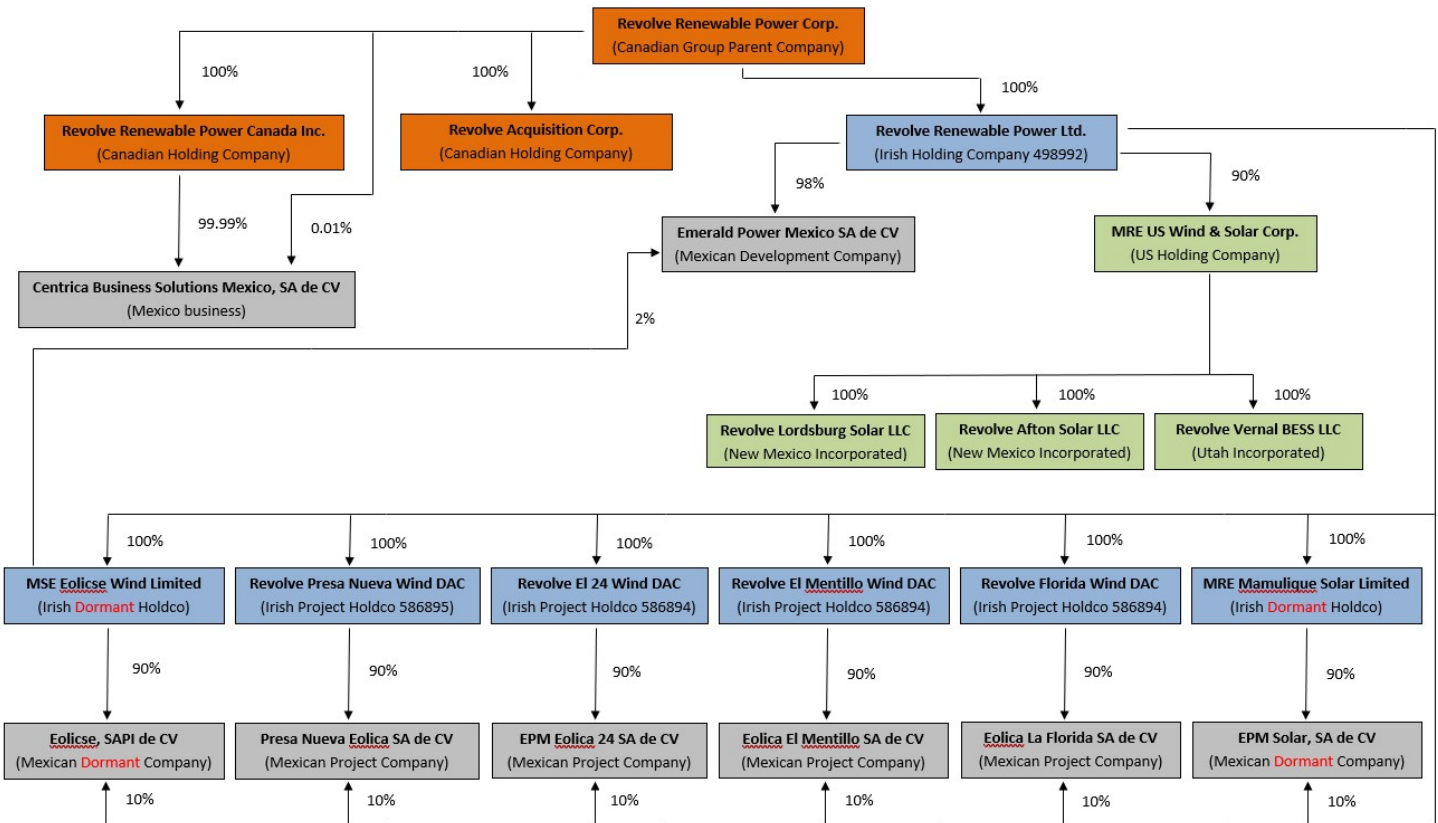 Revolve Renewable Power Corp.
(Canadian Group Parent Company)
100%
100%
100%
Revolve Renewable Power Canada Inc.
(Canadian Holding Company)
Revolve Acquisition Corp.
(Canadian Holding Company)
Revolve Renewable Power Ltd.
(Irish Holding Company 498992)
99.99%
0.01%
98%
90%
Emerald Power Mexico SA de CV
(Mexican Development Company)
MRE US Wind & Solar Corp.
(US Holding Company)
Centrica Business Solutions Mexico, SA de CV
(Mexico business)
2%
100%
100%
100%
Revolve Lordsburg Solar LLC
(New Mexico Incorporated)
Revolve Afton Solar LLC
(New Mexico Incorporated)
Revolve Vernal BESS LLC
(Utah Incorporated)
100%
100%
100%
100%
100%
100%
MSE Eolicse Wind Limited
(Irish Dormant Holdco)
Revolve Presa Nueva Wind DAC
(Irish Project Holdco 586895)
Revolve El 24 Wind DAC
(Irish Project Holdco 586894)
Revolve El Mentillo Wind DAC
(Irish Project Holdco 586894)
Revolve Florida Wind DAC
(Irish Project Holdco 586894)
MRE Mamulique Solar Limited
(Irish Dormant Holdco)
90%
90%
90%
90%
90%
90%
Eolicse, SAPI de CV
(Mexican Dormant Company)
Presa Nueva Eolica SA de CV
(Mexican Project Company)
EPM Eolica 24 SA de CV
(Mexican Project Company)
Eolica El Mentillo SA de CV
(Mexican Project Company)
Eolica La Florida SA de CV
(Mexican Project Company)
EPM Solar, SA de CV
(Mexican Dormant Company)
10%
10%
10%
10%
10%
10%